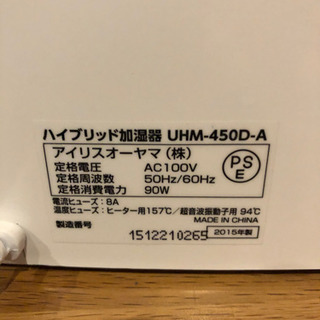 ハイブリッド加湿器 UHM-450D-A
アイリスオーヤマ（株）
定格電圧 AC100V
定格周波数 50Hz/60Hz
定格消費電力 90W
電流ヒューズ：8A
温度ヒューズ：ヒーター用157℃／超音波振動子用 94℃
MADE IN CHINA
製造番号
1512210265 2015年製
PS
E